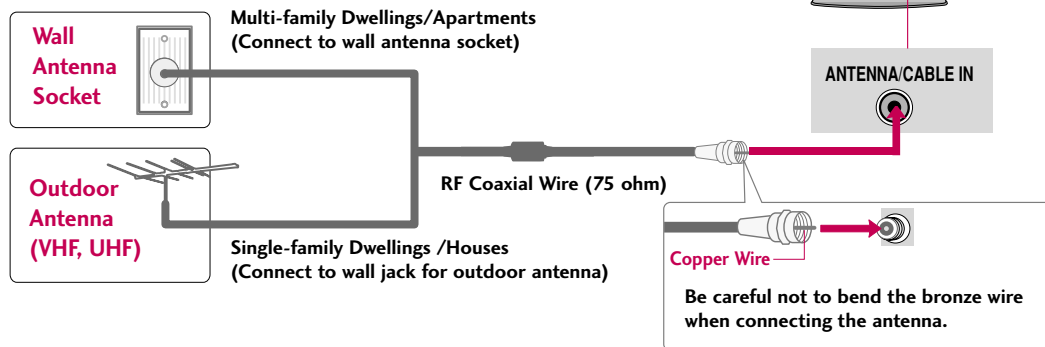 Multi-family Dwellings/Apartments
(Connect to wall antenna socket)
Wall
Antenna
Socket
ANTENNA/CABLE IN
RF Coaxial Wire (75 ohm)
Outdoor
Antenna
(VHF, UHF)
Single-family Dwellings /Houses
(Connect to wall jack for outdoor antenna)
Copper Wire
Be careful not to bend the bronze wire
when connecting the antenna.